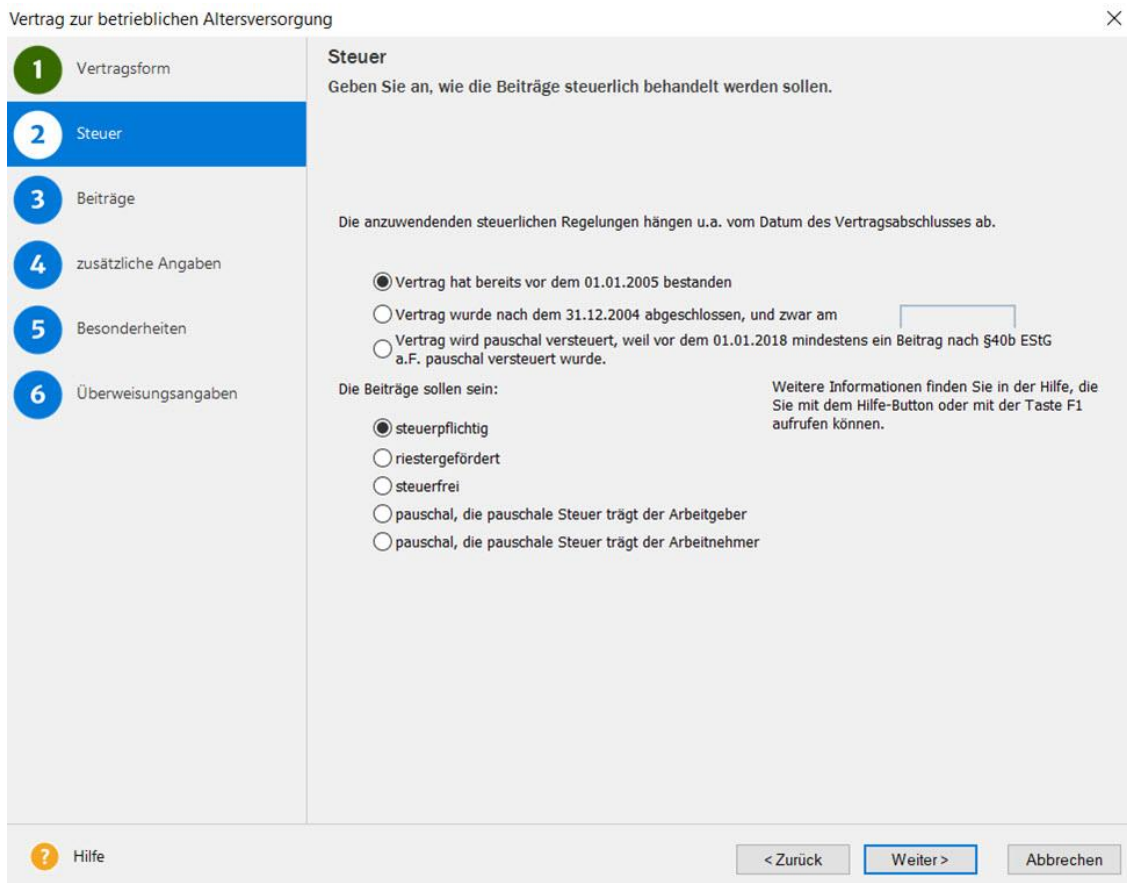 Vertrag zur betrieblichen Altersversorgung
1 Vertragsform
2 Steuer
3 Beiträge
4 zusätzliche Angaben
5 Besonderheiten
6 Überweisungsangaben
Steuer
Geben Sie an, wie die Beiträge steuerlich behandelt werden sollen.
Die anzuwendenden steuerlichen Regelungen hängen u.a. vom Datum des Vertragsabschlusses ab.
Vertrag hat bereits vor dem 01.01.2005 bestanden
Vertrag wurde nach dem 31.12.2004 abgeschlossen, und zwar am
Vertrag wird pauschal versteuert, weil vor dem 01.01.2018 mindestens ein Beitrag nach §40b EStG
a.F. pauschal versteuert wurde.
Die Beiträge sollen sein:
Weitere Informationen finden Sie in der Hilfe, die
Sie mit dem Hilfe-Button oder mit der Taste F1
aufrufen können.
steuerpflichtig
riestergefördert
steuerfrei
pauschal, die pauschale Steuer trägt der Arbeitgeber
pauschal, die pauschale Steuer trägt der Arbeitnehmer
? Hilfe
< Zurück
Weiter >
Abbrechen